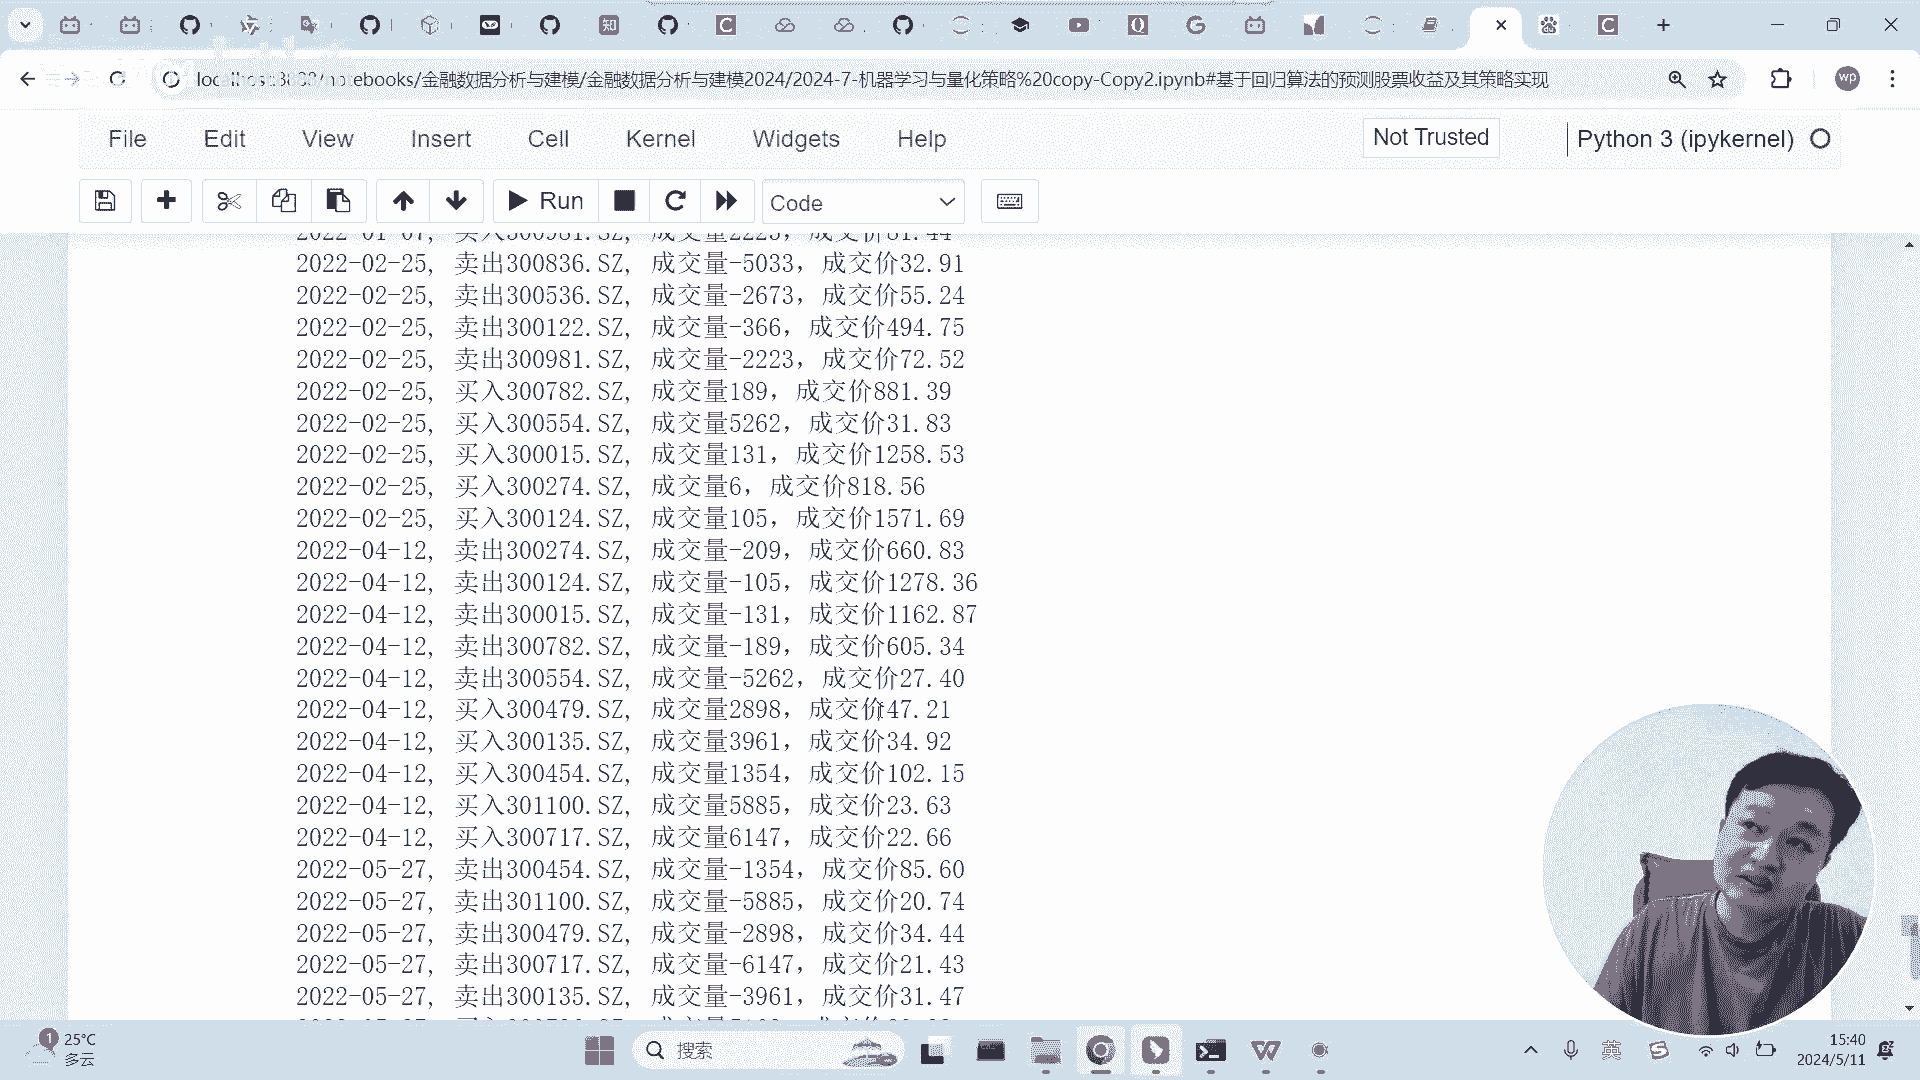 localhost:8888/notebooks/金融数据分析与建模/金融数据分析与建模2024/2024-7-机器学习与量化策略%20copy-Copy2.ipynb#基于回归算法的预测股票收益及其策略实现
wp
File Edit View Insert Cell Kernel Widgets Help Not Trusted Python 3 (ipykernel)
Run Code
2022-01-07, 买入300981.SZ, 成交量2223, 成交价81.44
2022-02-25, 卖出300836.SZ, 成交量-5033, 成交价32.91
2022-02-25, 卖出300536.SZ, 成交量-2673, 成交价55.24
2022-02-25, 卖出300122.SZ, 成交量-366, 成交价494.75
2022-02-25, 卖出300981.SZ, 成交量-2223, 成交价72.52
2022-02-25, 买入300782.SZ, 成交量189, 成交价881.39
2022-02-25, 买入300554.SZ, 成交量5262, 成交价31.83
2022-02-25, 买入300015.SZ, 成交量131, 成交价1258.53
2022-02-25, 买入300274.SZ, 成交量6, 成交价818.56
2022-02-25, 买入300124.SZ, 成交量105, 成交价1571.69
2022-04-12, 卖出300274.SZ, 成交量-209, 成交价660.83
2022-04-12, 卖出300124.SZ, 成交量-105, 成交价1278.36
2022-04-12, 卖出300015.SZ, 成交量-131, 成交价1162.87
2022-04-12, 卖出300782.SZ, 成交量-189, 成交价605.34
2022-04-12, 卖出300554.SZ, 成交量-5262, 成交价27.40
2022-04-12, 买入300479.SZ, 成交量2898, 成交价47.21
2022-04-12, 买入300135.SZ, 成交量3961, 成交价34.92
2022-04-12, 买入300454.SZ, 成交量1354, 成交价102.15
2022-04-12, 买入301100.SZ, 成交量5885, 成交价23.63
2022-04-12, 买入300717.SZ, 成交量6147, 成交价22.66
2022-05-27, 卖出300454.SZ, 成交量-1354, 成交价85.60
2022-05-27, 卖出301100.SZ, 成交量-5885, 成交价20.74
2022-05-27, 卖出300479.SZ, 成交量-2898, 成交价34.44
2022-05-27, 卖出300717.SZ, 成交量-6147, 成交价21.43
2022-05-27, 卖出300135.SZ, 成交量-3961, 成交价31.47
1
25°C
多云
搜索
英
15:40
2024/5/11